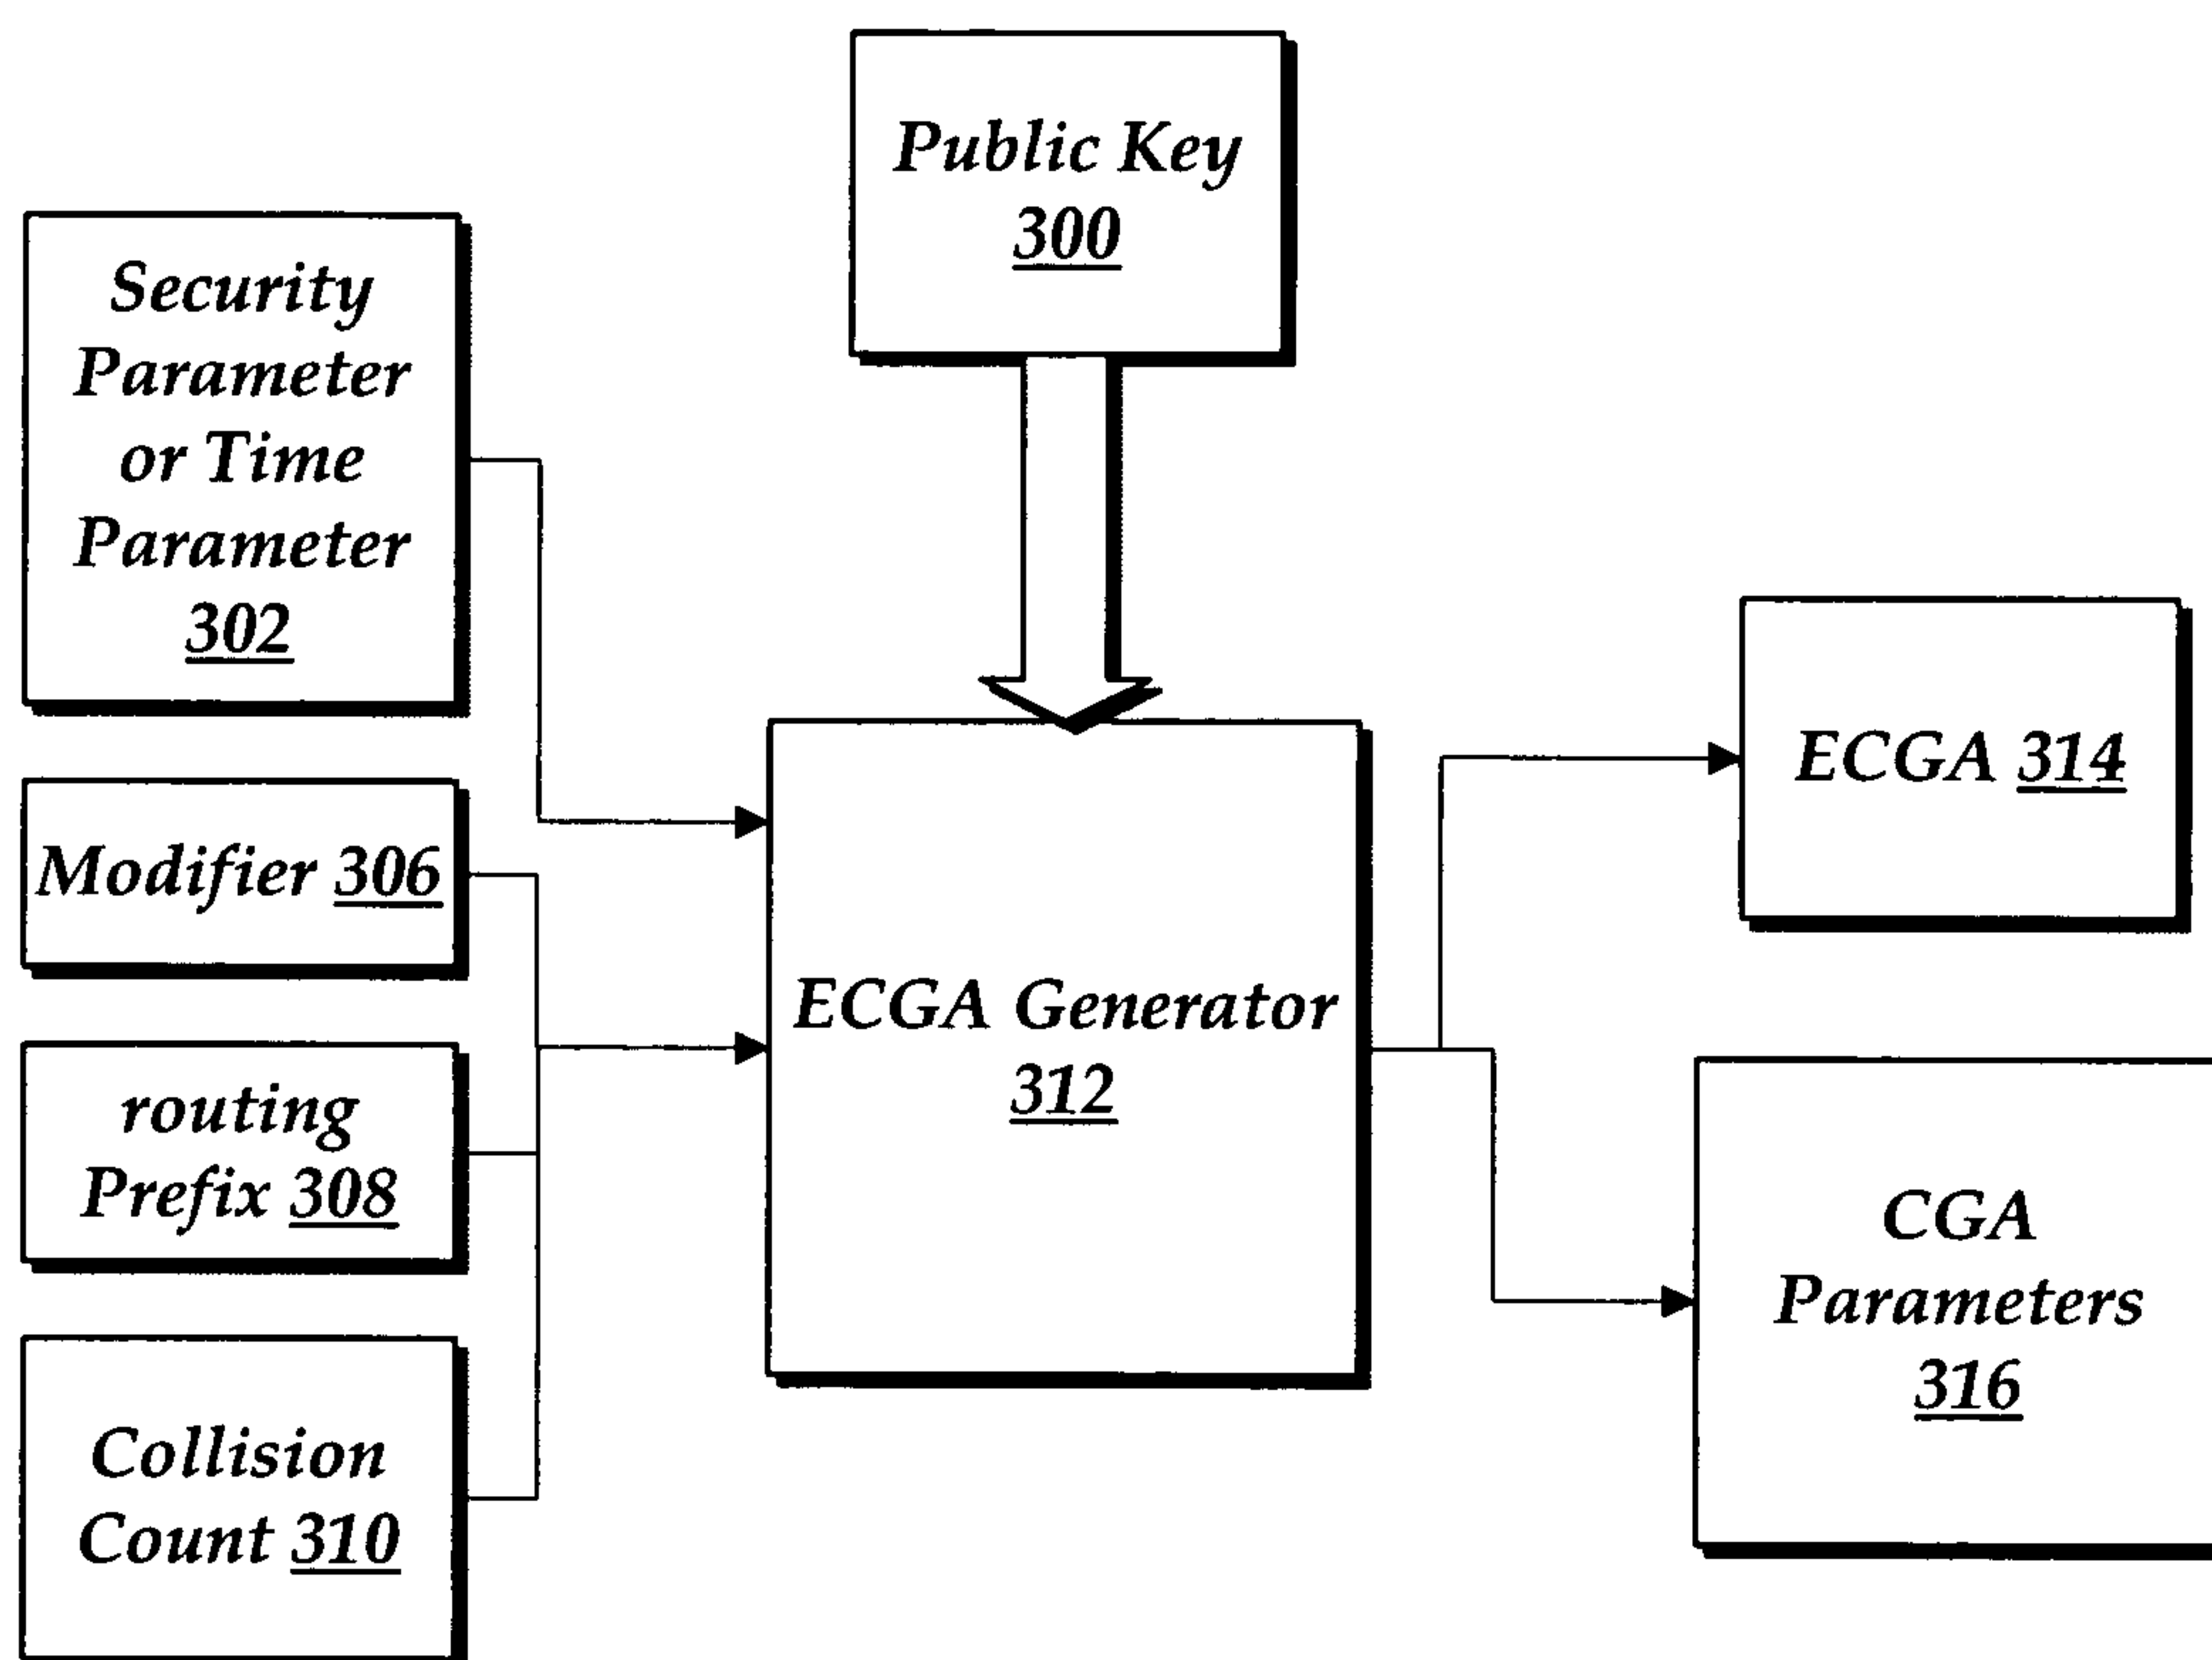 Public Key
300
Security
Parameter
or Time
Parameter
302
Modifier 306
routing
Prefix 308
Collision
Count 310
ECGA Generator
312
ECGA 314
CGA
Parameters
316